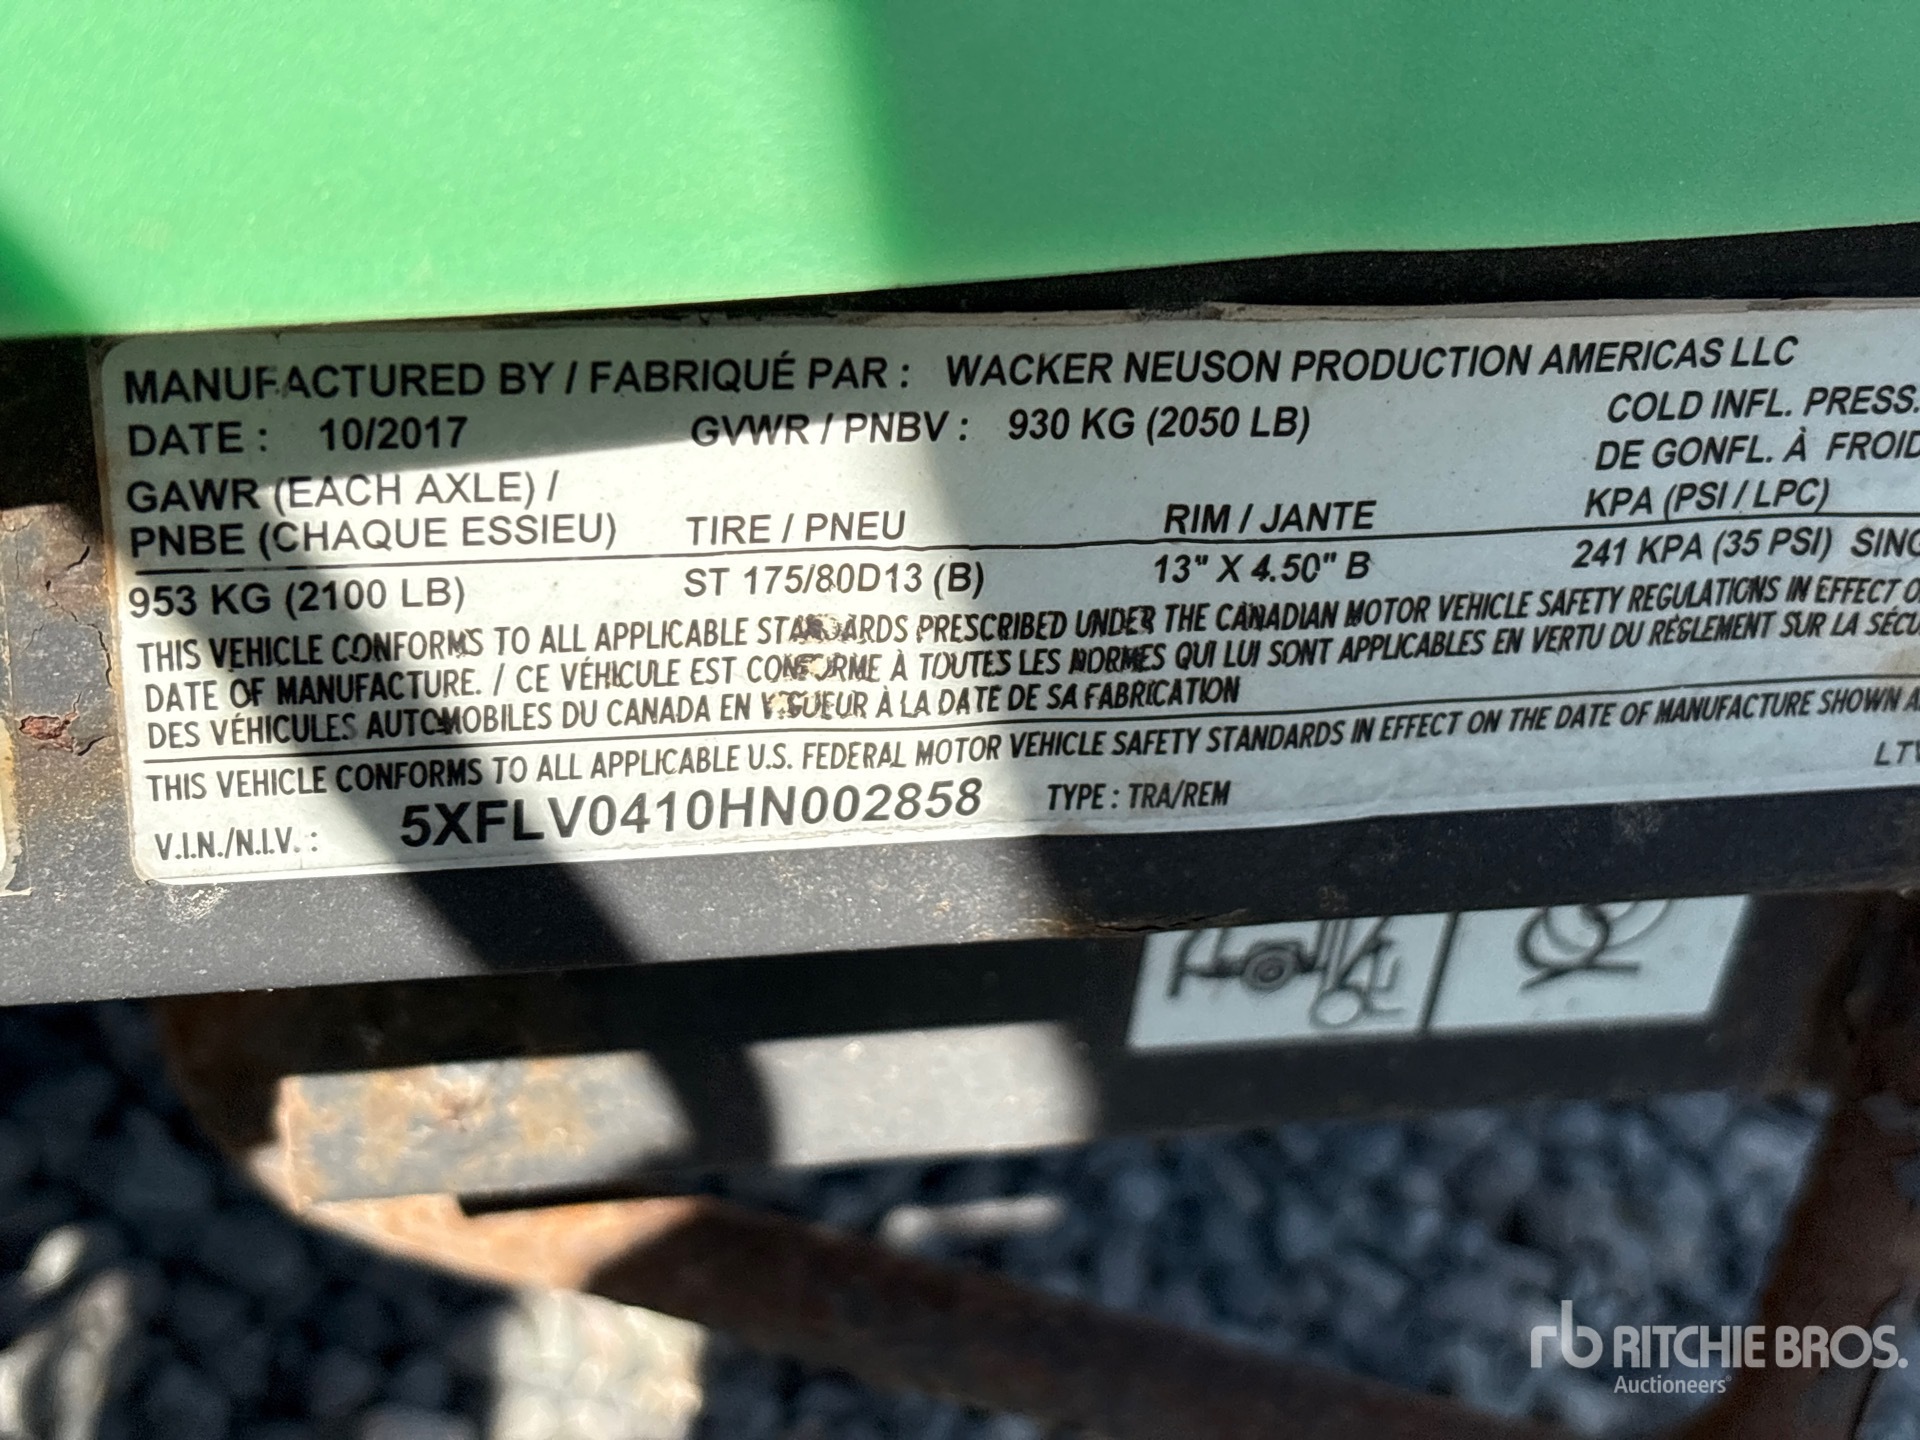 MANUFACTURED BY / FABRIQUÉ PAR : WACKER NEUSON PRODUCTION AMERICAS LLC
DATE : 10/2017 GVWR / PNBV : 930 KG (2050 LB) COLD INFL. PRESS.
GAWR (EACH AXLE) / DE GONFL. À FROID
PNBE (CHAQUE ESSIEU) TIRE / PNEU RIM / JANTE KPA (PSI / LPC)
953 KG (2100 LB) ST 175/80D13 (B) 13" X 4.50" B 241 KPA (35 PSI)
THIS VEHICLE CONFORMS TO ALL APPLICABLE STANDARDS PRESCRIBED UNDER THE CANADIAN MOTOR VEHICLE SAFETY REGULATIONS IN EFFECT
DATE OF MANUFACTURE. / CE VÉHICULE EST CONFORME À TOUTES LES NORMES QUI LUI SONT APPLICABLES EN VERTU DU RÈGLEMENT SUR LA
DES VÉHICULES AUTOMOBILES DU CANADA EN VIGUEUR À LA DATE DE SA FABRICATION
THIS VEHICLE CONFORMS TO ALL APPLICABLE U.S. FEDERAL MOTOR VEHICLE SAFETY STANDARDS IN EFFECT ON THE DATE OF MANUFACTURE SHOWN
V.I.N./N.I.V. : 5XFLV0410HN002858 TYPE : TRA/REM
rb RITCHIE BROS.
Auctioneers